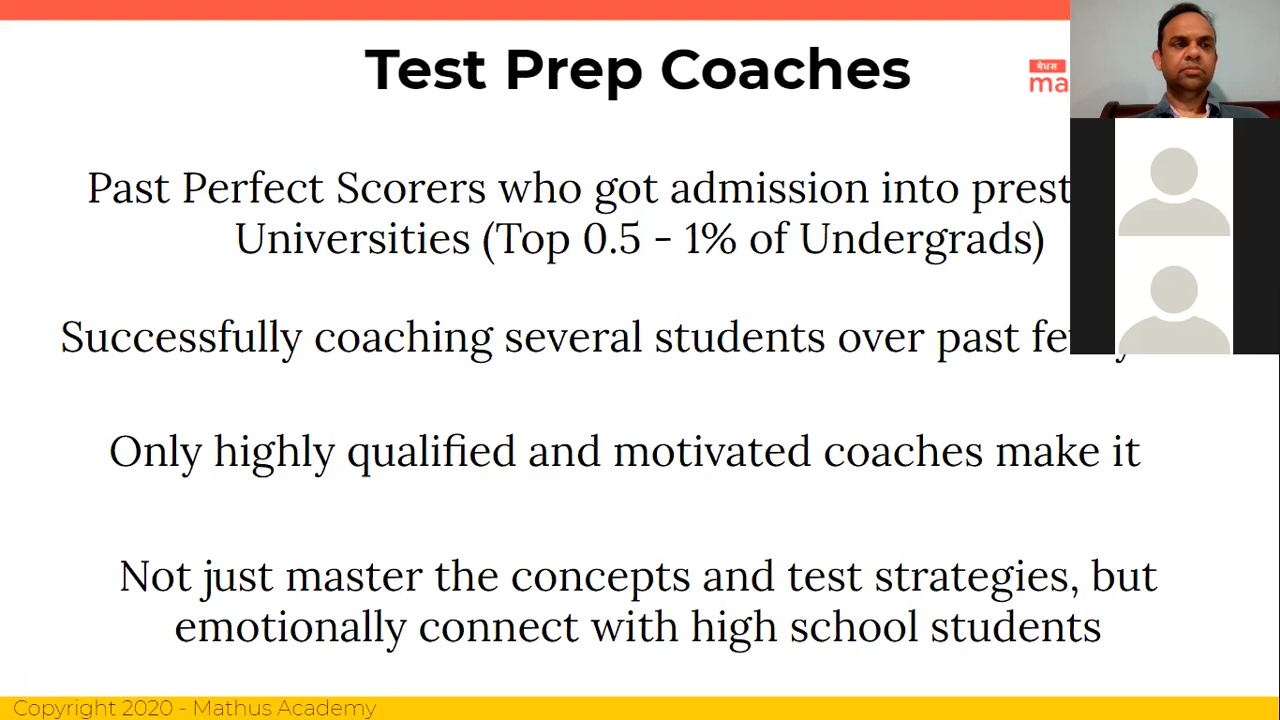 Test Prep Coaches
मेधस
ma
Past Perfect Scorers who got admission into
Universities (Top 0.5 - 1% of Undergrads)
Successfully coaching several students over past
Only highly qualified and motivated coaches make it
Not just master the concepts and test strategies, but
emotionally connect with high school students
Copyright 2020 - Mathus Academy